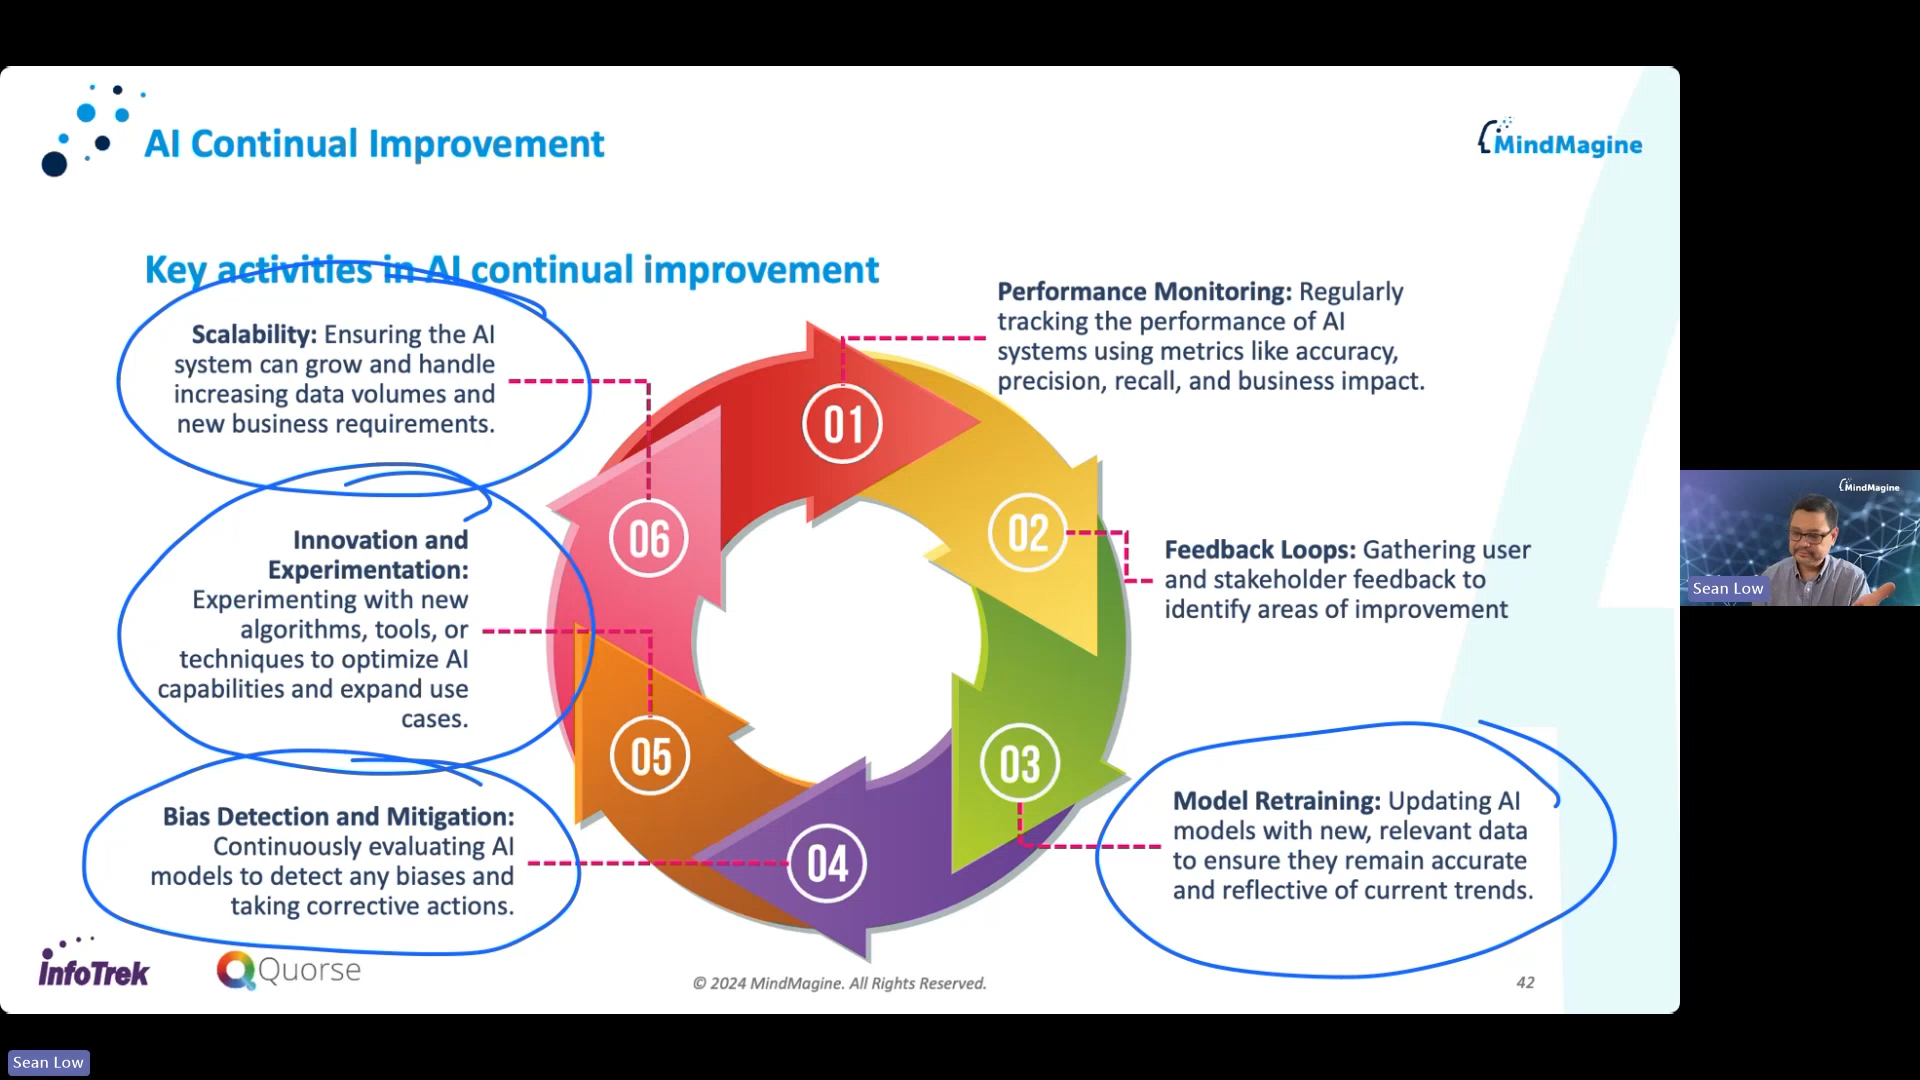 AI Continual Improvement
MindMagine
Key activities in AI continual improvement
Performance Monitoring: Regularly
tracking the performance of AI
systems using metrics like accuracy,
precision, recall, and business impact.
Scalability: Ensuring the AI
system can grow and handle
increasing data volumes and
new business requirements.
01
02
06
Feedback Loops: Gathering user
and stakeholder feedback to
identify areas of improvement
Innovation and
Experimentation:
Experimenting with new
algorithms, tools, or
techniques to optimize AI
capabilities and expand use
cases.
05
03
Model Retraining: Updating AI
models with new, relevant data
to ensure they remain accurate
and reflective of current trends.
Bias Detection and Mitigation:
Continuously evaluating AI
models to detect any biases and
taking corrective actions.
04
infoTrek
Quorse
© 2024 MindMagine. All Rights Reserved.
42
MindMagine
Sean Low
Sean Low